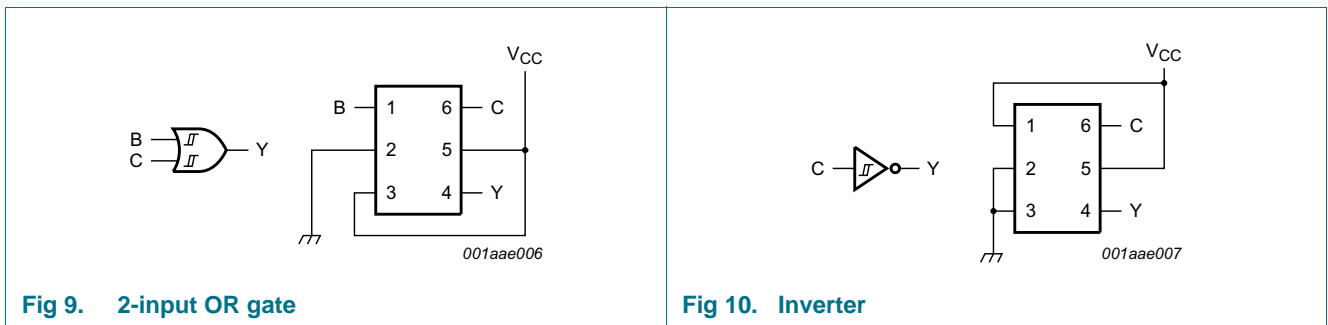 B
C
Y
B
1
2
3
6
5
4
C
Y
VCC
001aae006
Fig 9. 2-input OR gate
C
Y
1
2
3
6
5
4
C
Y
VCC
001aae007
Fig 10. Inverter